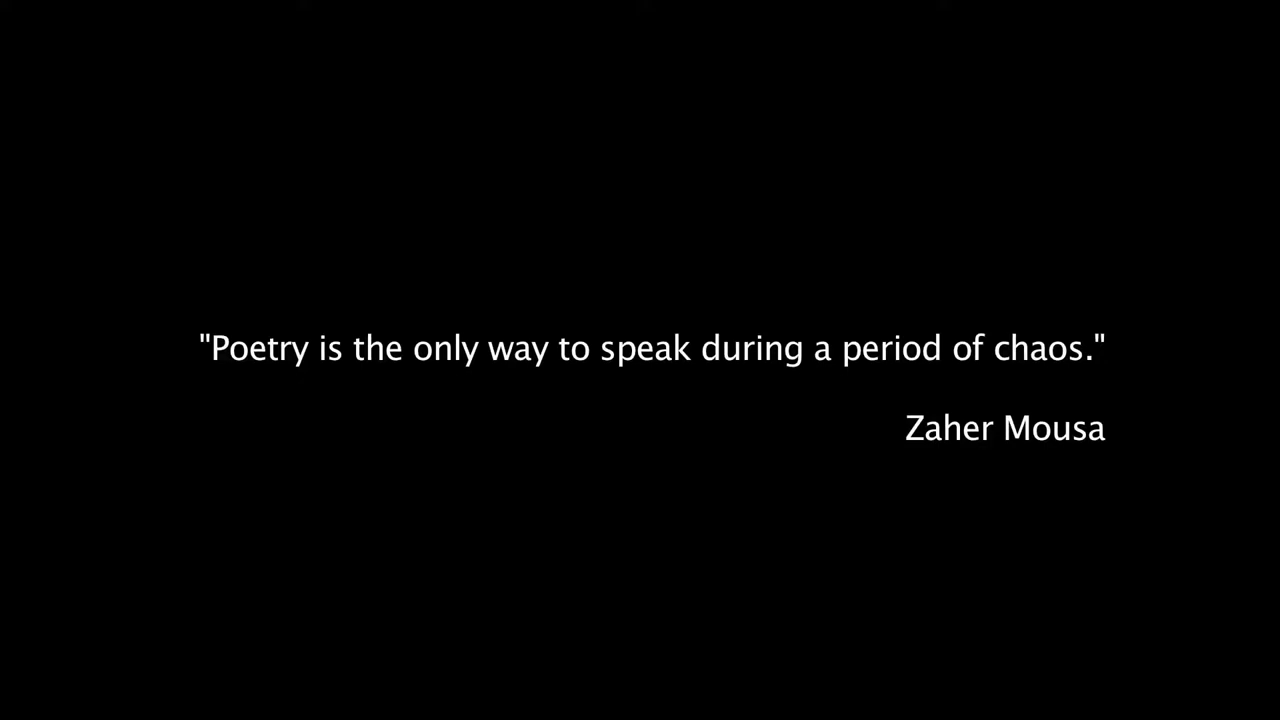 "Poetry is the only way to speak during a period of chaos."
Zaher Mousa